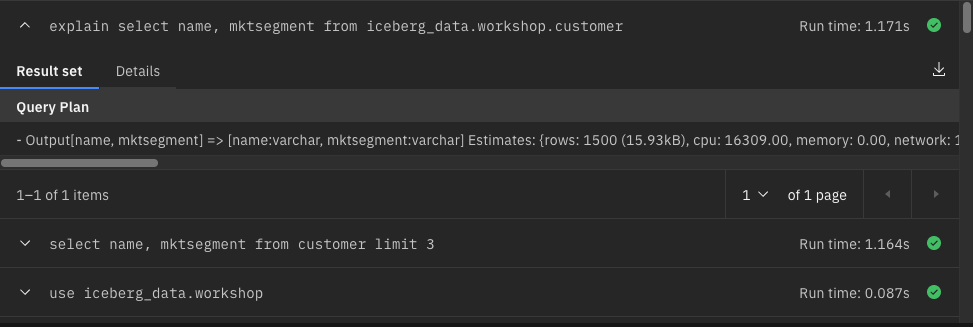 explain select name, mktsegment from iceberg_data.workshop.customer Run time: 1.171s
Result set Details
Query Plan
- Output[name, mktsegment] => [name:varchar, mktsegment:varchar] Estimates: {rows: 1500 (15.93kB), cpu: 16309.00, memory: 0.00, network: 1
1–1 of 1 items 1 of 1 page
select name, mktsegment from customer limit 3 Run time: 1.164s
use iceberg_data.workshop Run time: 0.087s